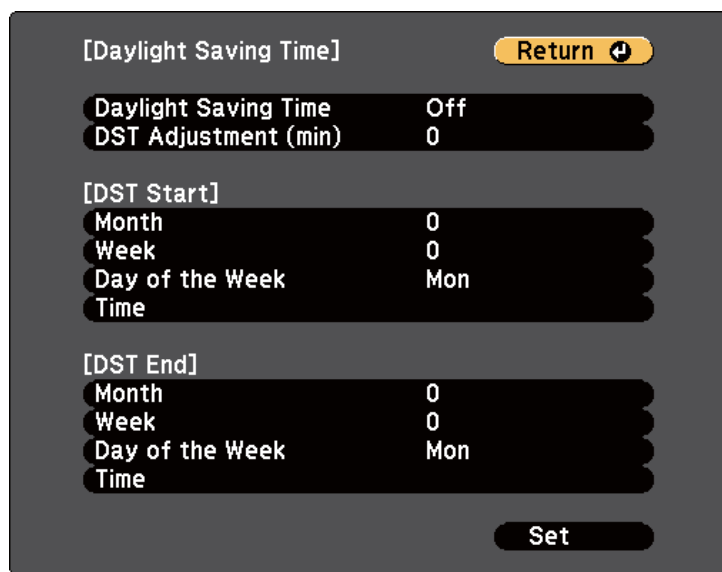 [Daylight Saving Time] Return
Daylight Saving Time Off
DST Adjustment (min) 0
[DST Start]
Month 0
Week 0
Day of the Week Mon
Time
[DST End]
Month 0
Week 0
Day of the Week Mon
Time
Set